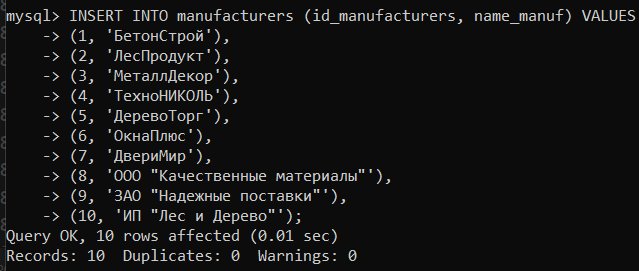 mysql> INSERT INTO manufacturers (id_manufacturers, name_manuf) VALUES
    -> (1, 'БетонСтрой'),
    -> (2, 'ЛесПродукт'),
    -> (3, 'МеталлДекор'),
    -> (4, 'ТехноНИКОЛЬ'),
    -> (5, 'ДеревоТорг'),
    -> (6, 'ОкнаПлюс'),
    -> (7, 'ДвериМир'),
    -> (8, 'ООО "Качественные материалы"'),
    -> (9, 'ЗАО "Надежные поставки"'),
    -> (10, 'ИП "Лес и Дерево"');
Query OK, 10 rows affected (0.01 sec)
Records: 10  Duplicates: 0  Warnings: 0